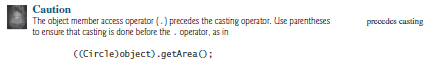 Caution
The object member access operator (.) precedes the casting operator. Use parentheses
to ensure that casting is done before the . operator, as in
((Circle)object).getArea();
precedes casting